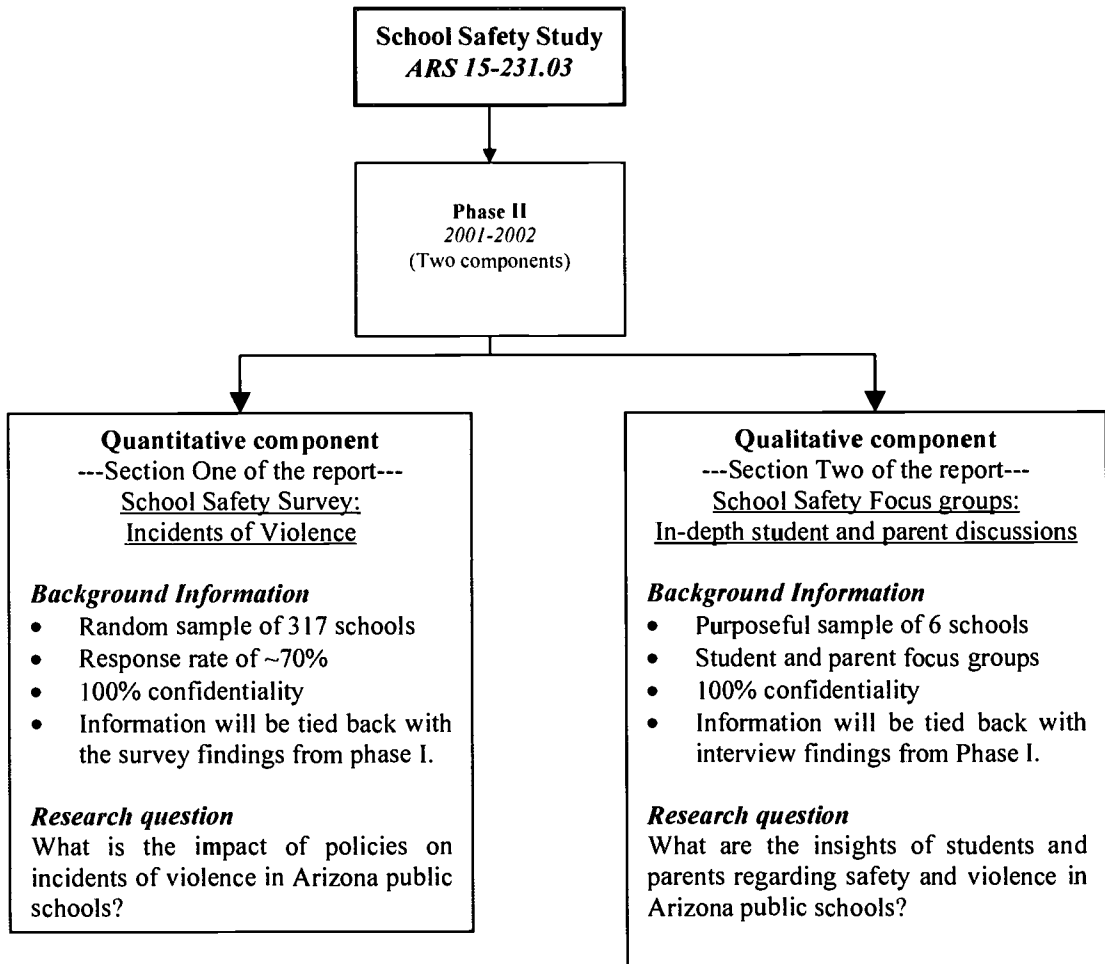 School Safety Study
ARS 15-231.03
Phase II
2001-2002
(Two components)
Quantitative component
---Section One of the report---
School Safety Survey:
Incidents of Violence
Background Information
• Random sample of 317 schools
• Response rate of ~70%
• 100% confidentiality
• Information will be tied back with
the survey findings from phase I.
Research question
What is the impact of policies on
incidents of violence in Arizona public
schools?
Qualitative component
---Section Two of the report---
School Safety Focus groups:
In-depth student and parent discussions
Background Information
• Purposeful sample of 6 schools
• Student and parent focus groups
• 100% confidentiality
• Information will be tied back with
interview findings from Phase I.
Research question
What are the insights of students and
parents regarding safety and violence in
Arizona public schools?